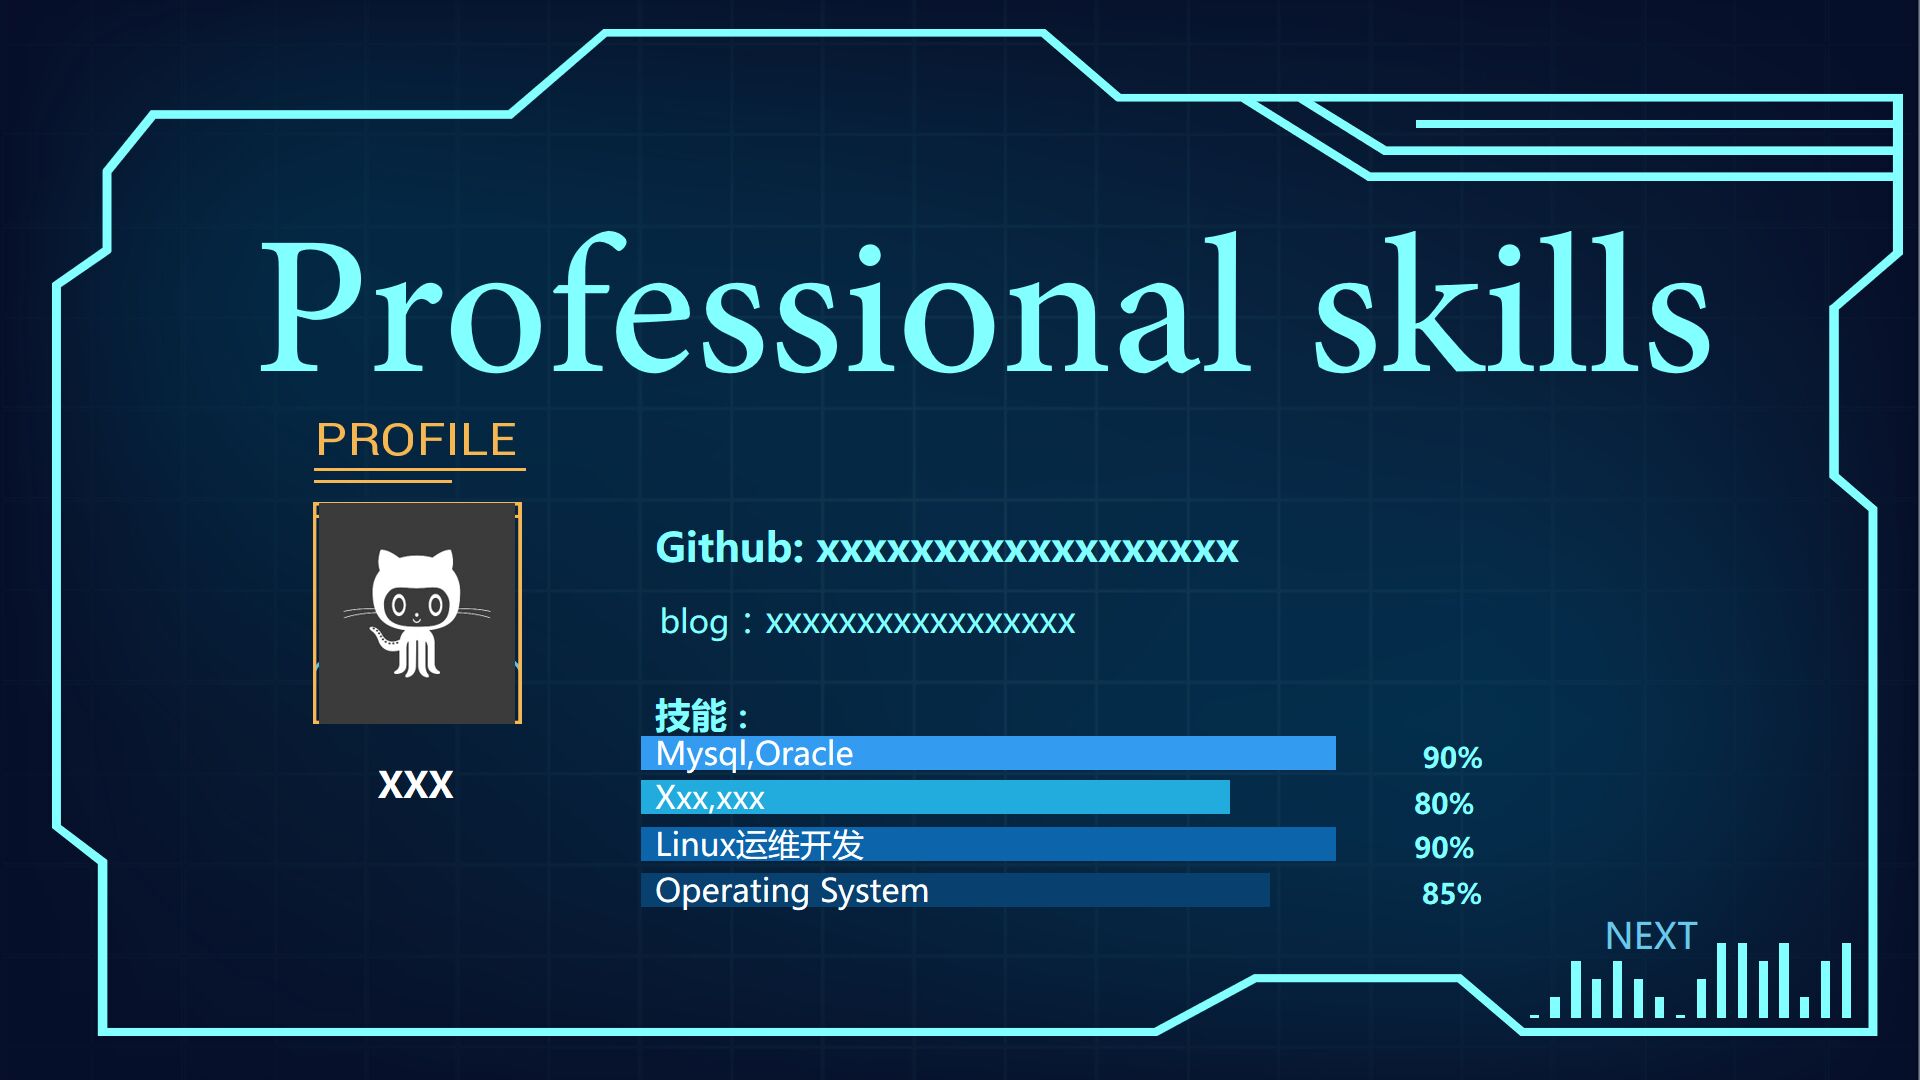 Professional skills
PROFILE
Github: xxxxxxxxxxxxxxxxxx
blog：xxxxxxxxxxxxxxxxx
技能：
Mysql,Oracle 90%
XXX
Xxx,xxx 80%
Linux运维开发 90%
Operating System 85%
NEXT